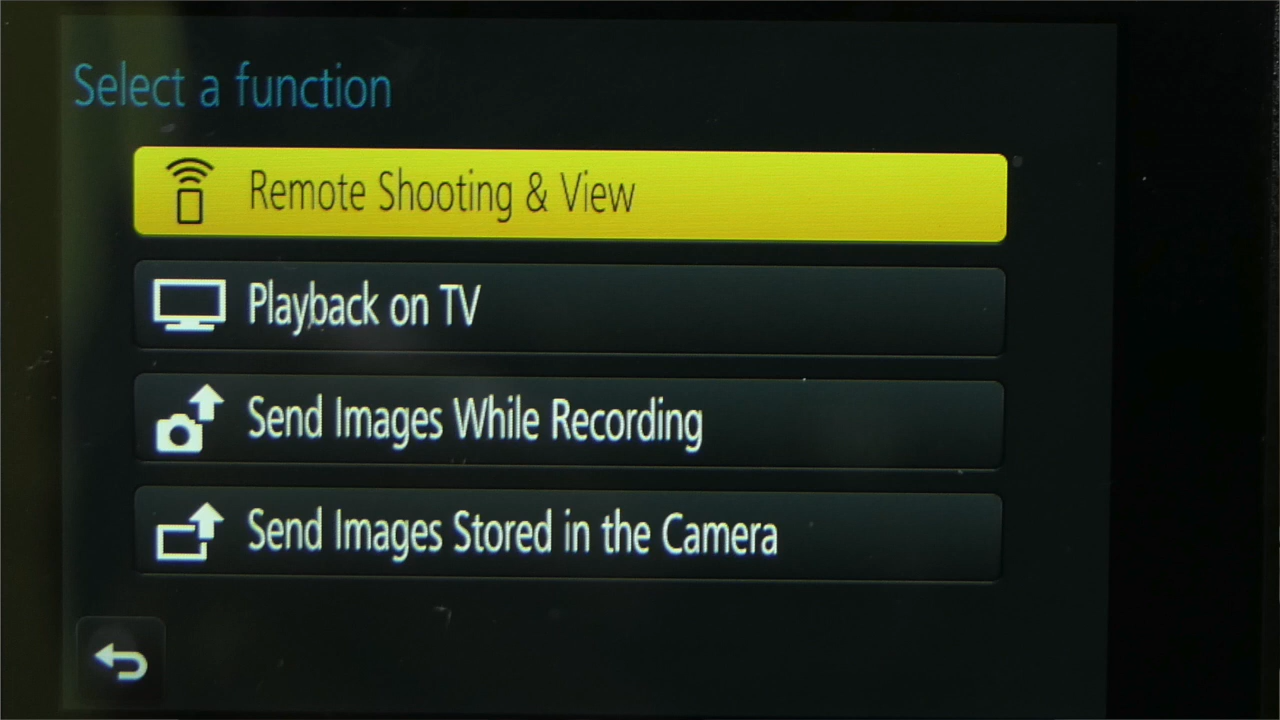 Select a function
Remote Shooting & View
Playback on TV
Send Images While Recording
Send Images Stored in the Camera